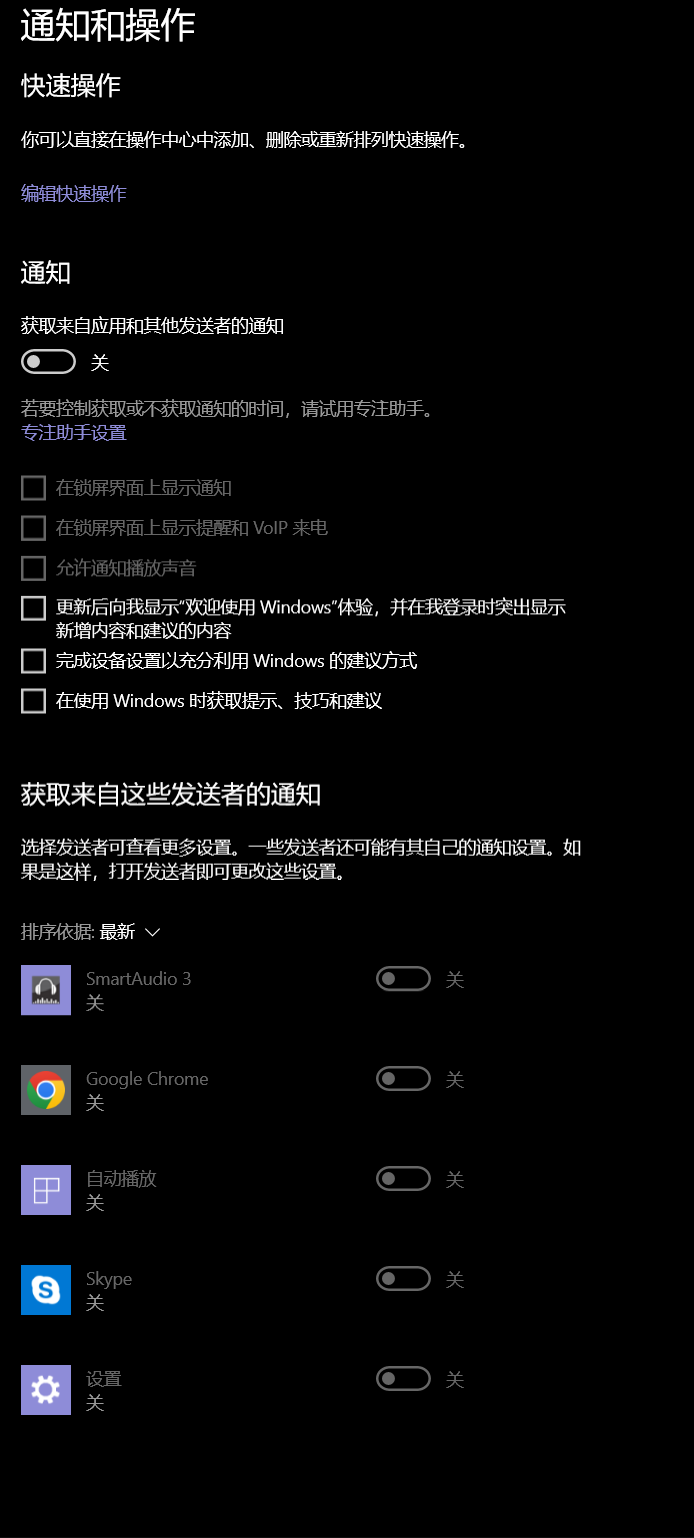 通知和操作
快速操作
你可以直接在操作中心中添加、删除或重新排列快速操作。
编辑快速操作
通知
获取来自应用和其他发送者的通知
关
若要控制获取或不获取通知的时间，请试用专注助手。
专注助手设置
在锁屏界面上显示通知
在锁屏界面上显示提醒和 VoIP 来电
允许通知播放声音
更新后向我显示"欢迎使用 Windows"体验，并在我登录时突出显示
新增内容和建议的内容
完成设备设置以充分利用 Windows 的建议方式
在使用 Windows 时获取提示、技巧和建议
获取来自这些发送者的通知
选择发送者可查看更多设置。一些发送者还可能有其自己的通知设置。如
果是这样，打开发送者即可更改这些设置。
排序依据: 最新
SmartAudio 3
关
关
Google Chrome
关
关
自动播放
关
关
Skype
关
关
设置
关
关